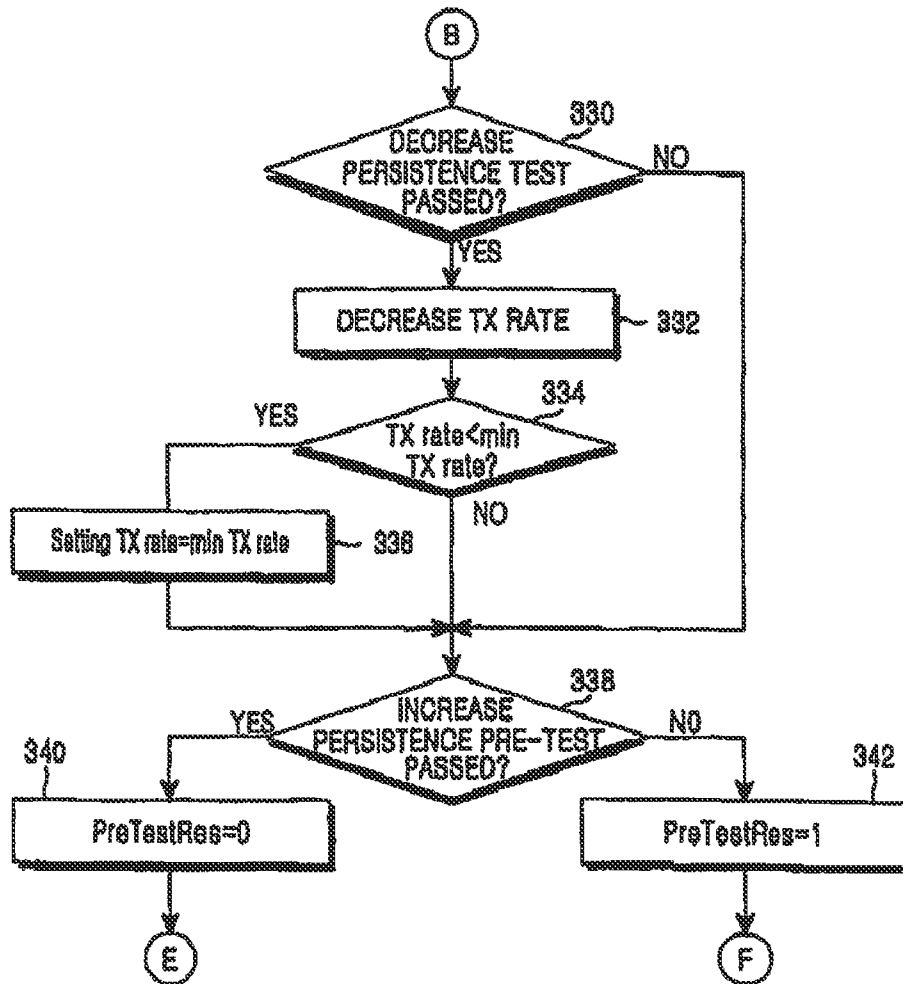 B
330
DECREASE
PERSISTENCE TEST
PASSED?
NO
YES
DECREASE TX RATE
332
334
YES
TX rate<min
TX rate?
NO
Setting TX rate=min TX rate
336
338
INCREASE
PERSISTENCE PRE-TEST
PASSED?
YES
NO
340
PreTestRes=0
342
PreTestRes=1
E
F